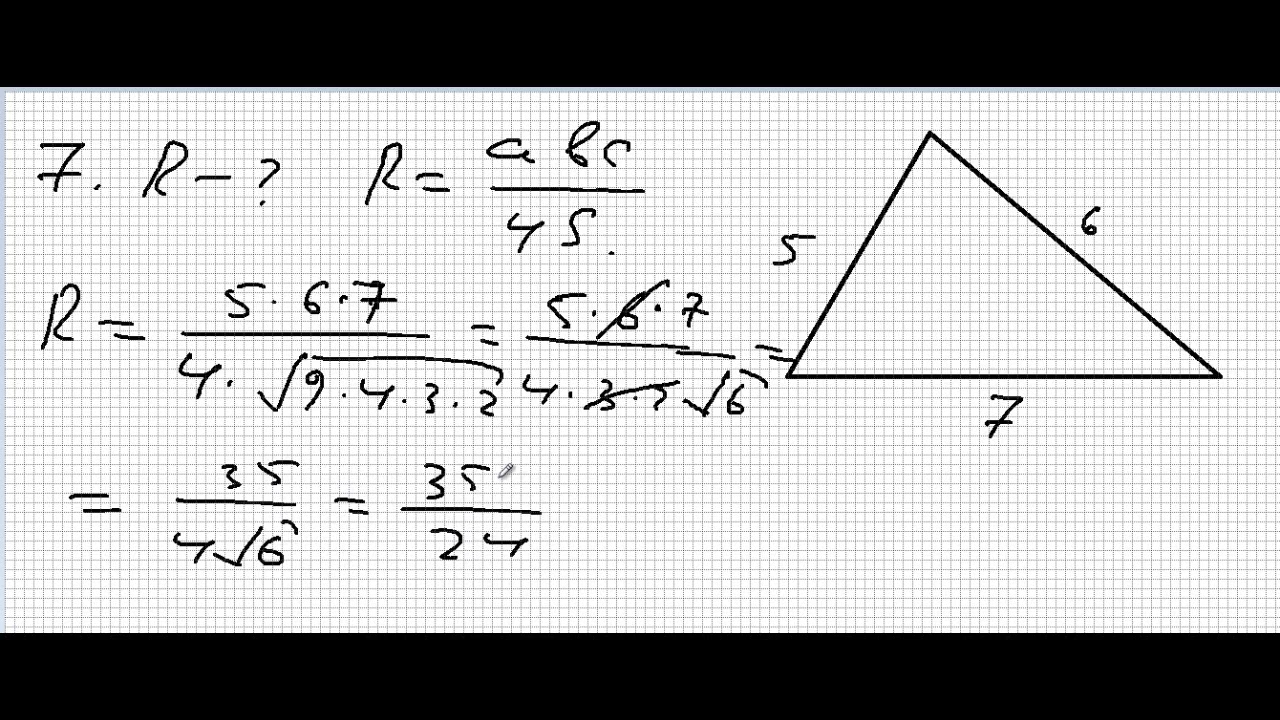 7. R – ? R = abc / 4S.
5
6
R = 5·6·7 / 4·√9·4·3·2 = 5·6·7 / 4·3·2√6 =
7
= 35 / 4√6 = 35 / 24